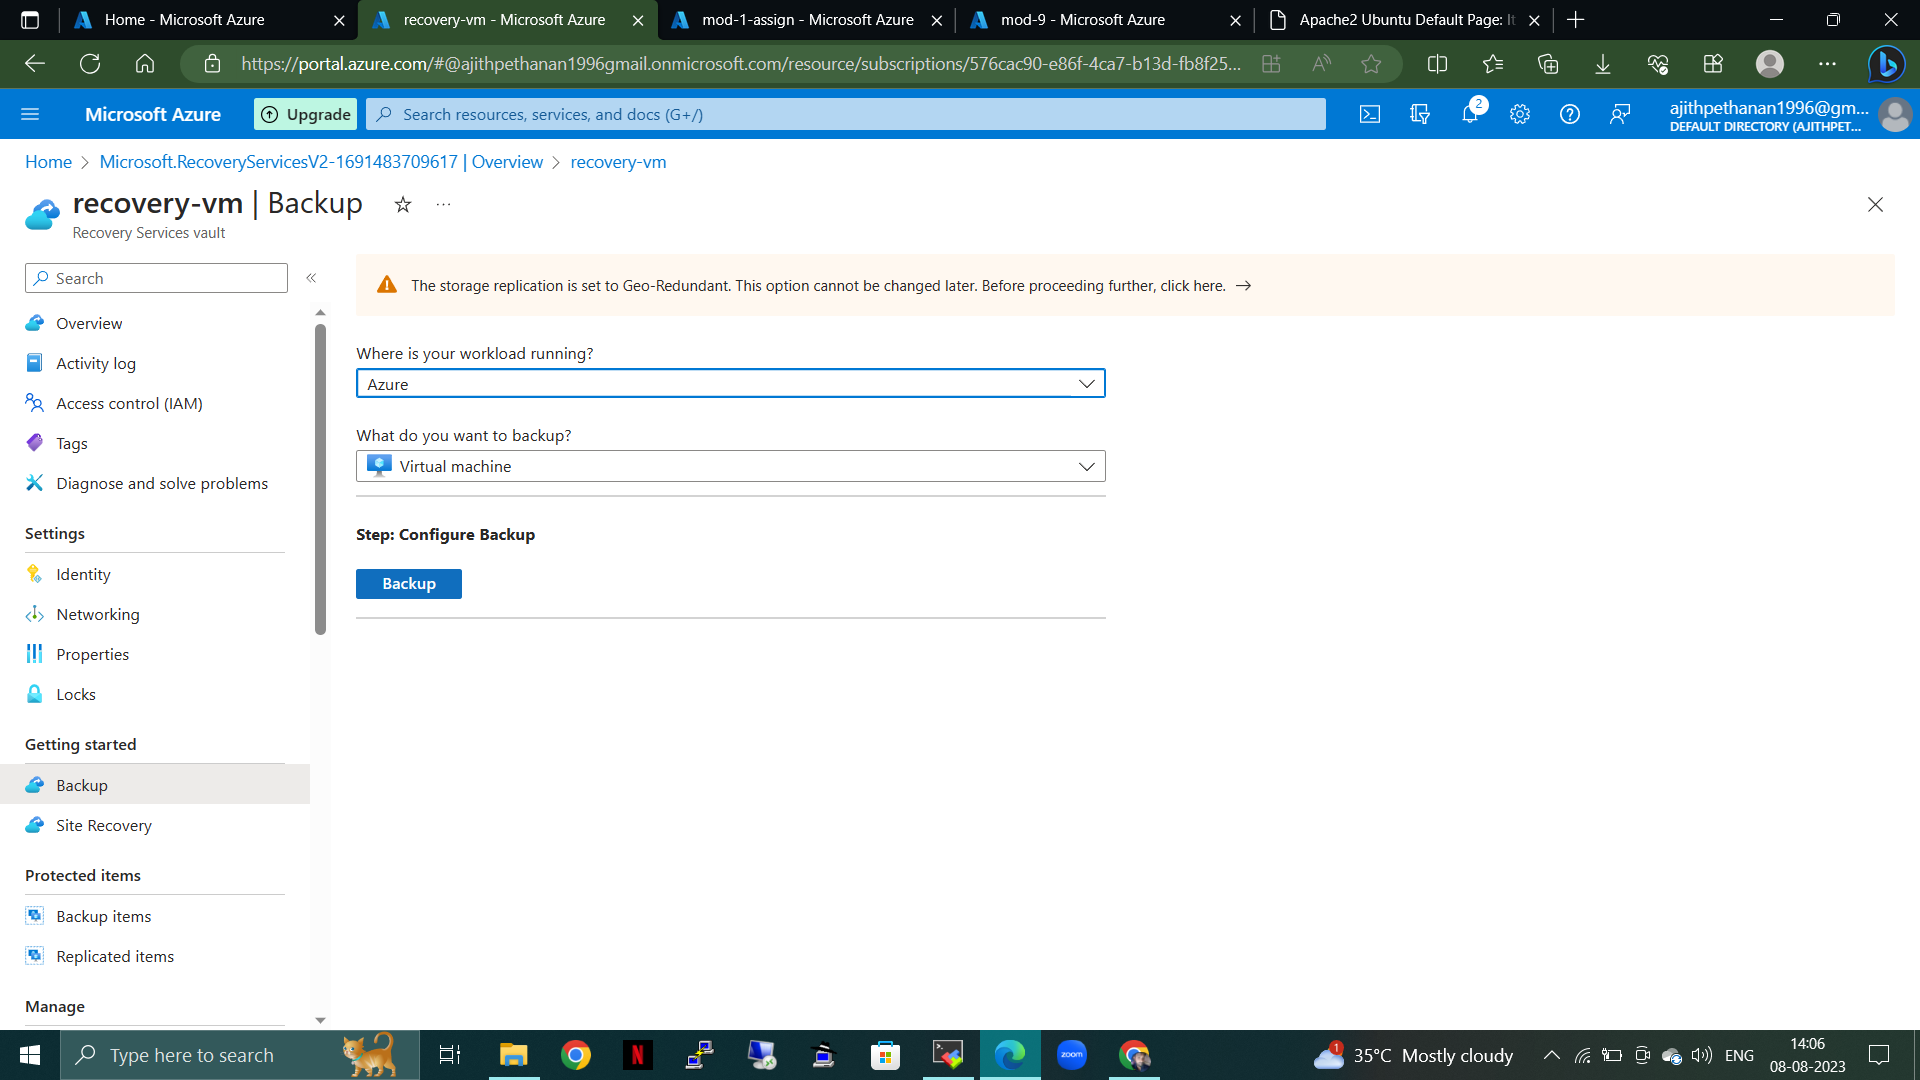 Home - Microsoft Azure
recovery-vm - Microsoft Azure
mod-1-assign - Microsoft Azure
mod-9 - Microsoft Azure
Apache2 Ubuntu Default Page: It
https://portal.azure.com/#@ajithpethanan1996gmail.onmicrosoft.com/resource/subscriptions/576cac90-e86f-4ca7-b13d-fb8f25...
Microsoft Azure
Upgrade
Search resources, services, and docs (G+/)
2
ajithpethanan1996@gm...
DEFAULT DIRECTORY (AJITHPET...
Home > Microsoft.RecoveryServicesV2-1691483709617 | Overview > recovery-vm
recovery-vm | Backup
Recovery Services vault
Search
Overview
Activity log
Access control (IAM)
Tags
Diagnose and solve problems
Settings
Identity
Networking
Properties
Locks
Getting started
Backup
Site Recovery
Protected items
Backup items
Replicated items
Manage
The storage replication is set to Geo-Redundant. This option cannot be changed later. Before proceeding further, click here. →
Where is your workload running?
Azure
What do you want to backup?
Virtual machine
Step: Configure Backup
Backup
Type here to search
N
zoom
1
35°C Mostly cloudy
ENG
14:06
08-08-2023